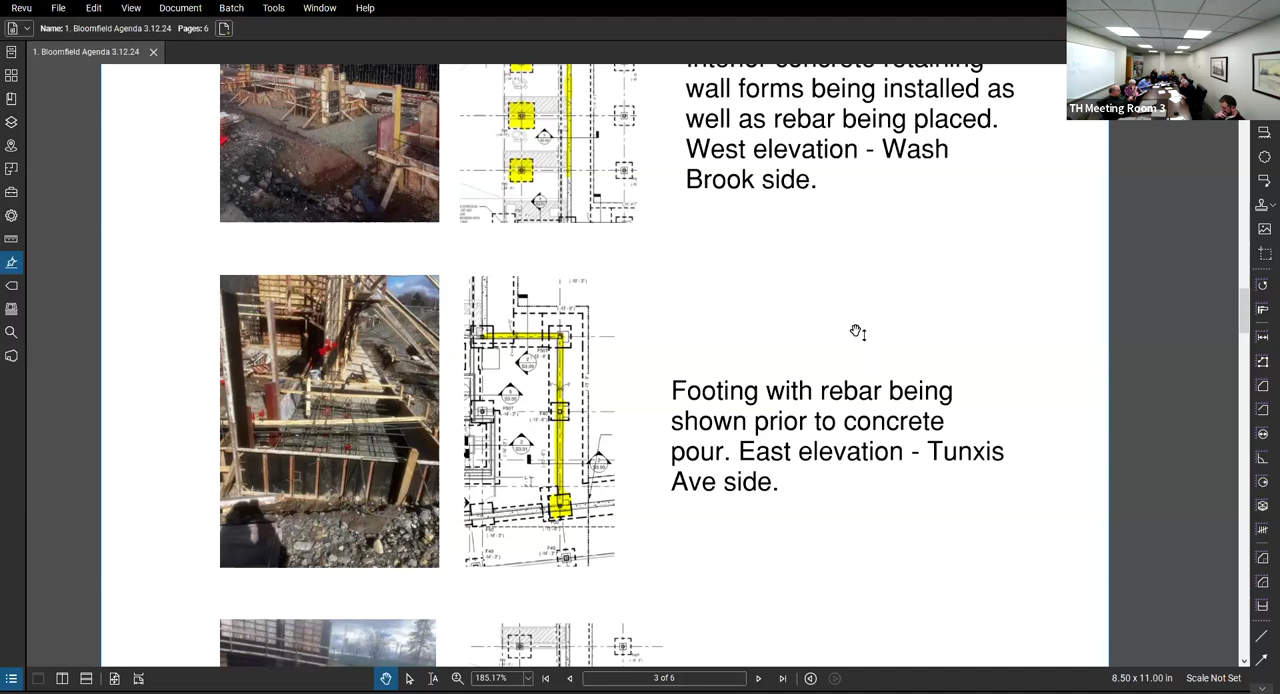 Revu File Edit View Document Batch Tools Window Help
Name: 1. Bloomfield Agenda 3.12.24 Pages: 6
1. Bloomfield Agenda 3.12.24
TH Meeting Room 3
Interior concrete retaining
wall forms being installed as
well as rebar being placed.
West elevation - Wash
Brook side.
Footing with rebar being
shown prior to concrete
pour. East elevation - Tunxis
Ave side.
185.17% 3 of 6 8.50 x 11.00 in Scale Not Set